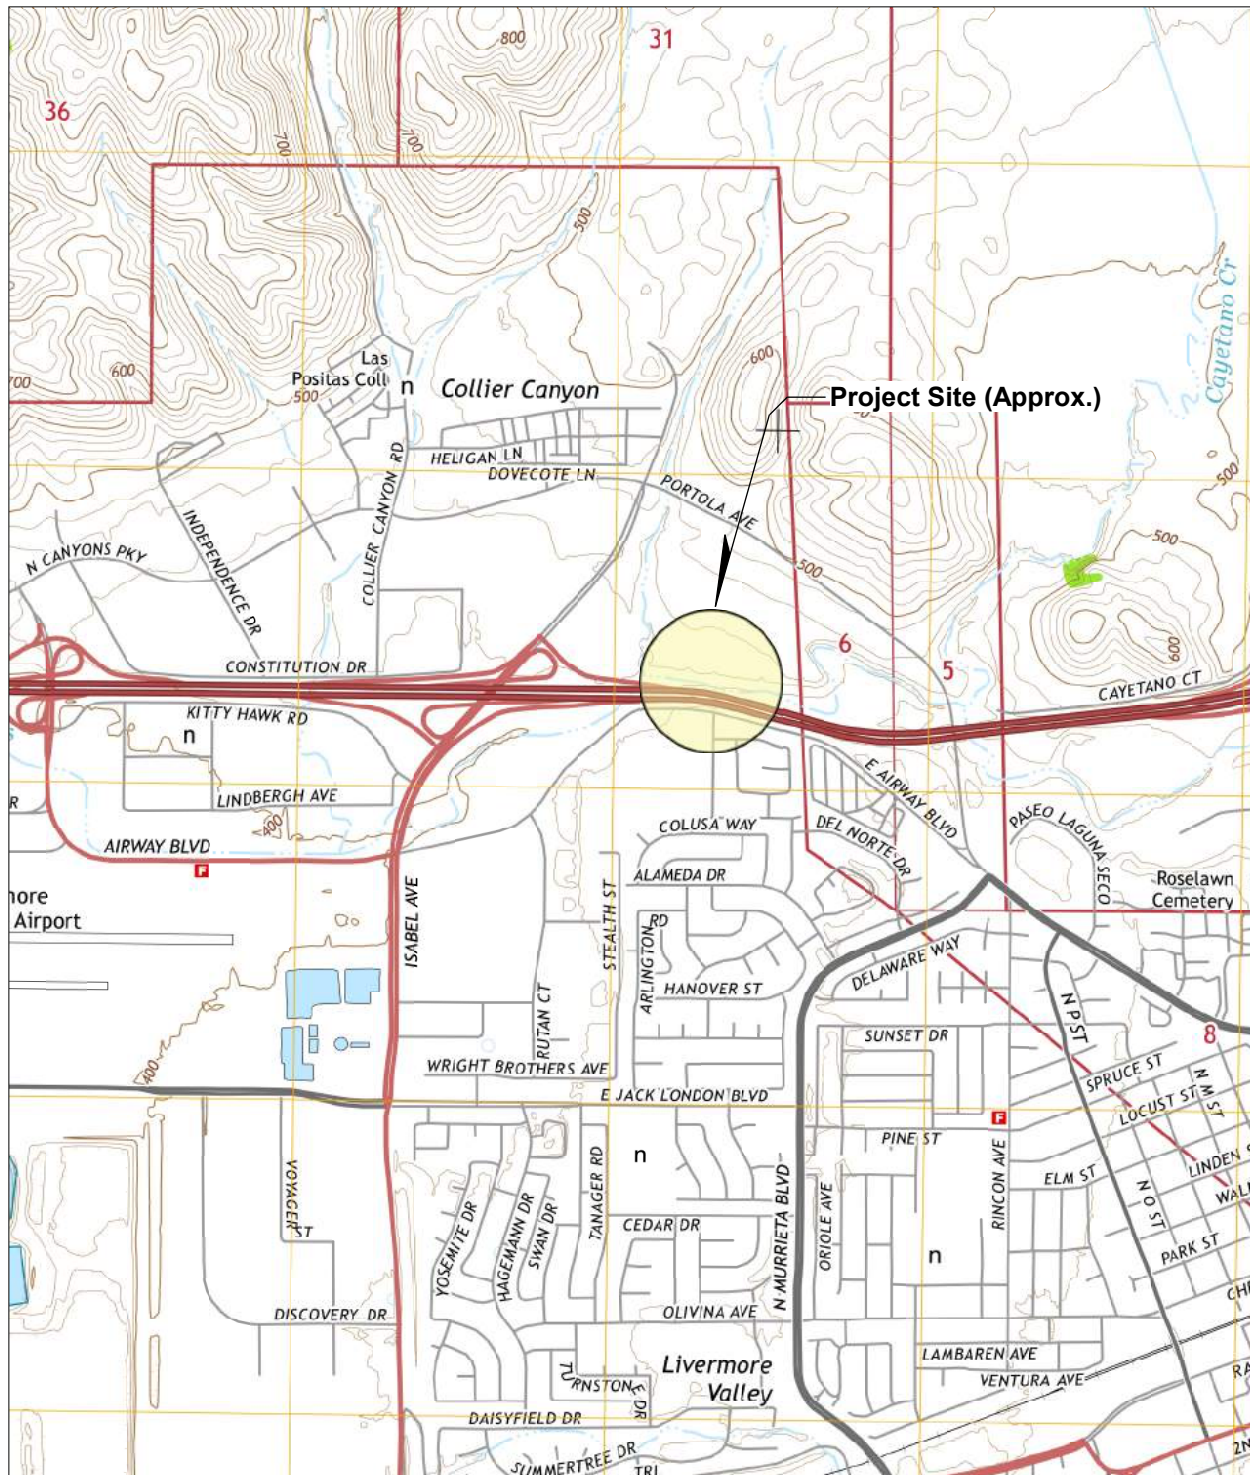 800
31
36
700
700
500
Cayetano Cr
600
Las
Positas Coll
n
Collier Canyon
600
500
Project Site (Approx.)
HELIGAN LN
DOVECOTE LN
COLLIER CANYON RD
PORTOLA AVE
500
N CANYONS PKY
INDEPENDENCE DR
500
500
600
6
5
CONSTITUTION DR
CAYETANO CT
KITTY HAWK RD
n
E AIRWAY BLVD
LINDBERGH AVE
400
COLUSA WAY
DEL NORTE DR
PASEO LAGUNA SECO
AIRWAY BLVD
F
ALAMEDA DR
Roselawn
Cemetery
Airport
ISABEL AVE
STEALTH ST
ARLINGTON RD
DELAWARE WAY
HANOVER ST
RUTAN CT
N P ST
SUNSET DR
8
400
WRIGHT BROTHERS AVE
SPRUCE ST
N M ST
E JACK LONDON BLVD
LOCUST ST
F
PINE ST
n
LINDEN S
VOYAGER ST
TANAGER RD
ELM ST
N O ST
YOSEMITE DR
HAGEMANN DR
SWAN DR
CEDAR DR
N MURRIETA BLVD
ORIOLE AVE
RINCON AVE
PARK ST
n
DISCOVERY DR
OLIVINA AVE
LAMBAREN AVE
Livermore
Valley
VENTURA AVE
TURNSTONE DR
DAISYFIELD DR
SUMMERTREE DR